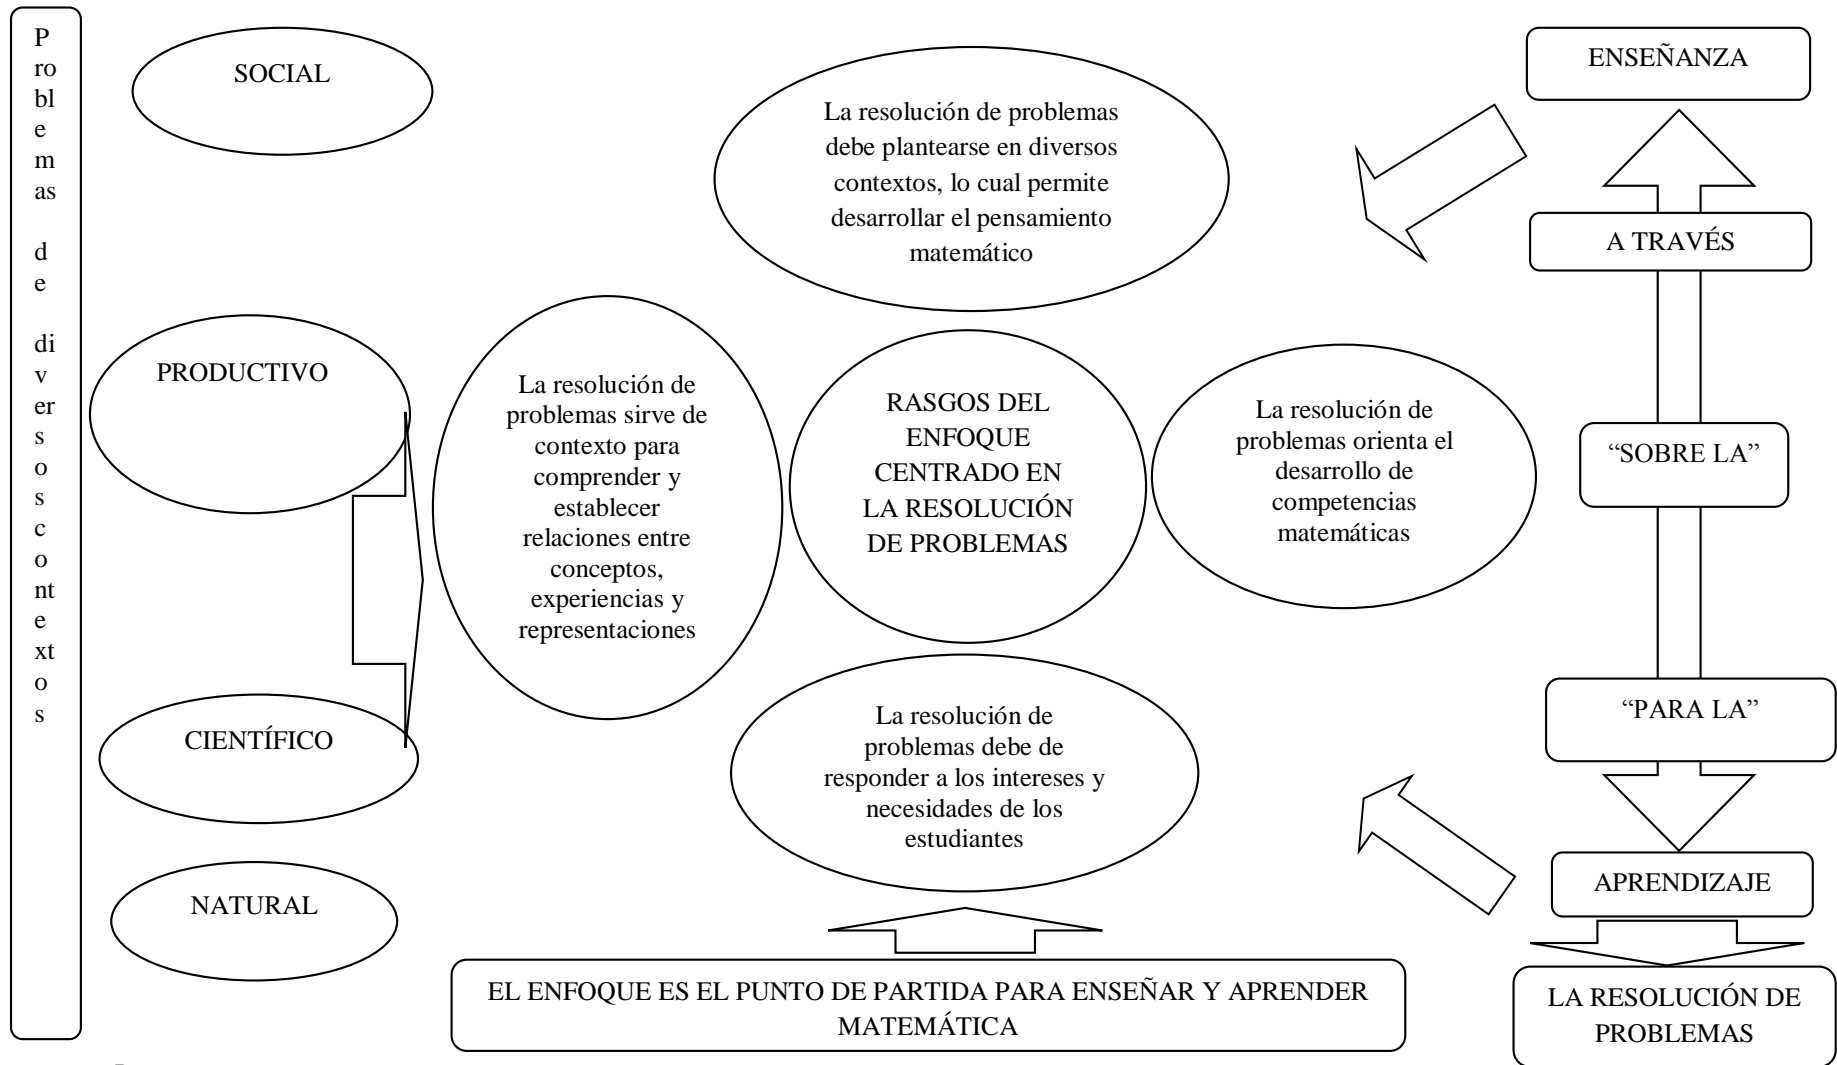 P
ro
bl
e
m
as
d
e
di
v
er
s
o
s
c
o
nt
e
xt
o
s
SOCIAL
PRODUCTIVO
CIENTÍFICO
NATURAL
La resolución de
problemas sirve de
contexto para
comprender y
establecer
relaciones entre
conceptos,
experiencias y
representaciones
La resolución de problemas
debe plantearse en diversos
contextos, lo cual permite
desarrollar el pensamiento
matemático
RASGOS DEL
ENFOQUE
CENTRADO EN
LA RESOLUCIÓN
DE PROBLEMAS
La resolución de
problemas debe de
responder a los intereses y
necesidades de los
estudiantes
EL ENFOQUE ES EL PUNTO DE PARTIDA PARA ENSEÑAR Y APRENDER
MATEMÁTICA
La resolución de
problemas orienta el
desarrollo de
competencias
matemáticas
ENSEÑANZA
A TRAVÉS
“SOBRE LA”
“PARA LA”
APRENDIZAJE
LA RESOLUCIÓN DE
PROBLEMAS